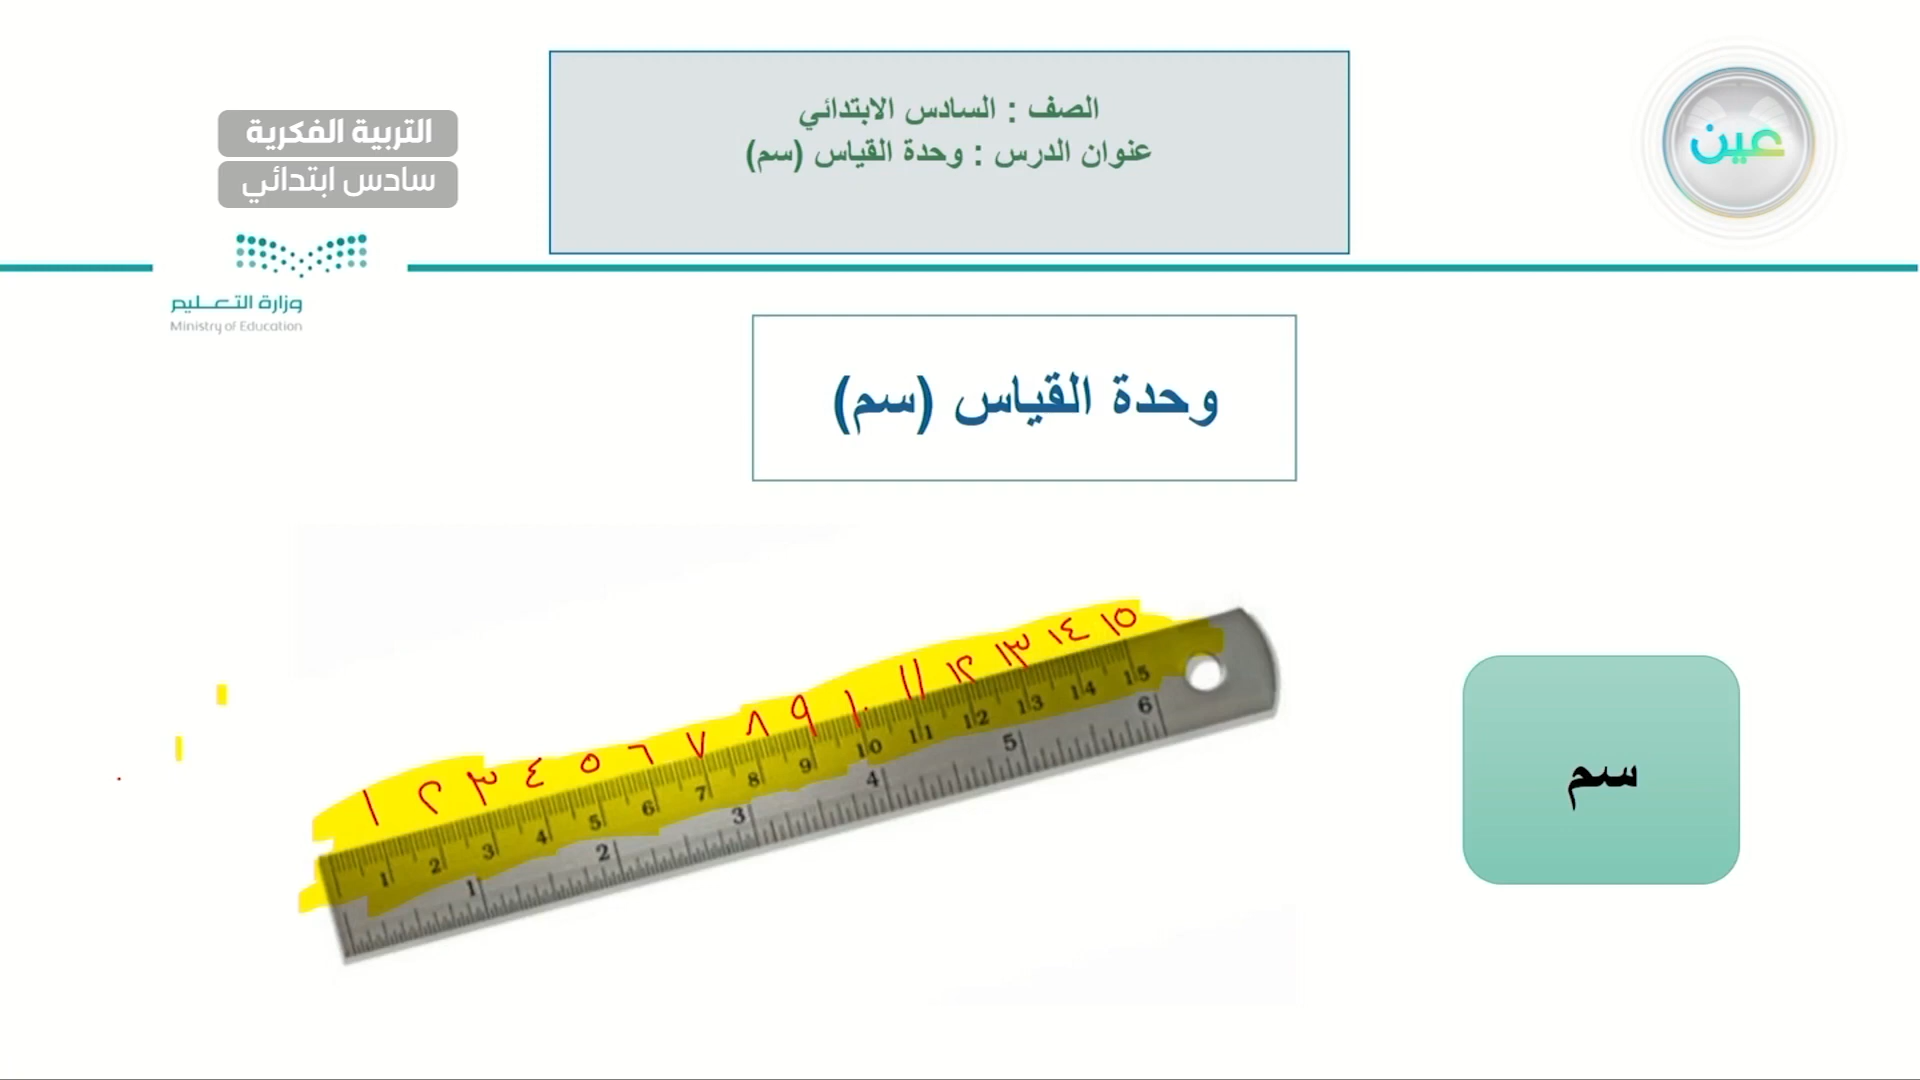 الصف : السادس الابتدائي
عنوان الدرس : وحدة القياس (سم)
عين
التربية الفكرية
سادس ابتدائي
وزارة التعليم
Ministry of Education
وحدة القياس (سم)
١ ٢ ٣ ٤ ٥ ٦ ٧ ٨ ٩ ١٠ ١١ ١٢ ١٣ ١٤ ١٥
1 2 3 4 5 6 7 8 9 10 11 12 13 14 15
1 2 3 4 5 6
سم